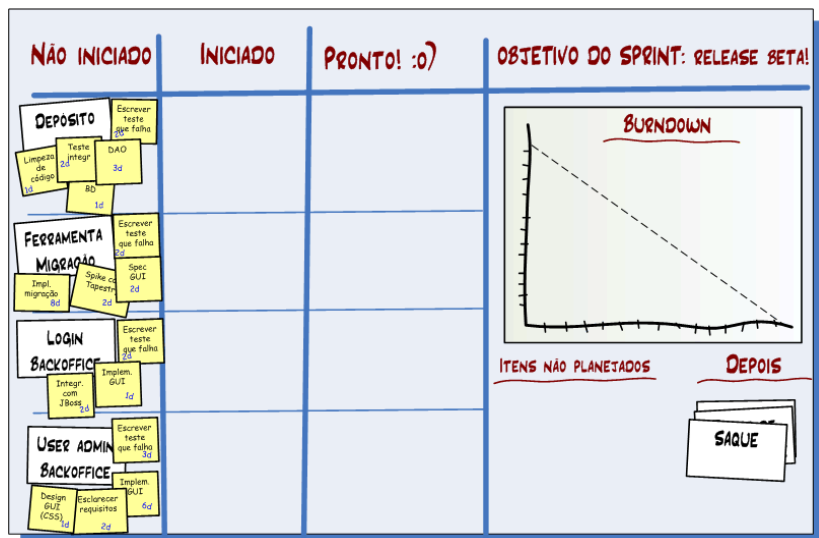 NÃO INICIADO
INICIADO
PRONTO! :o)
OBJETIVO DO SPRINT: RELEASE BETA!
DEPÓSITO
Escrever
teste
que falha
2d
Limpeza
de
código
1d
Teste
integr
2d
DAO
3d
BD
1d
FERRAMENTA
MIGRAÇÃO
Escrever
teste
que falha
2d
Impl.
migração
8d
Spike co
Tapestr
2d
Spec
GUI
2d
LOGIN
BACKOFFICE
Escrever
teste
que falha
2d
Integr.
com
JBoss
2d
Implem.
GUI
1d
USER ADMIN
BACKOFFICE
Escrever
teste
que falha
3d
Design
GUI
(CSS)
1d
Esclarecer
requisitos
2d
Implem.
GUI
6d
BURNDOWN
ITENS NÃO PLANEJADOS
DEPOIS
SAQUE